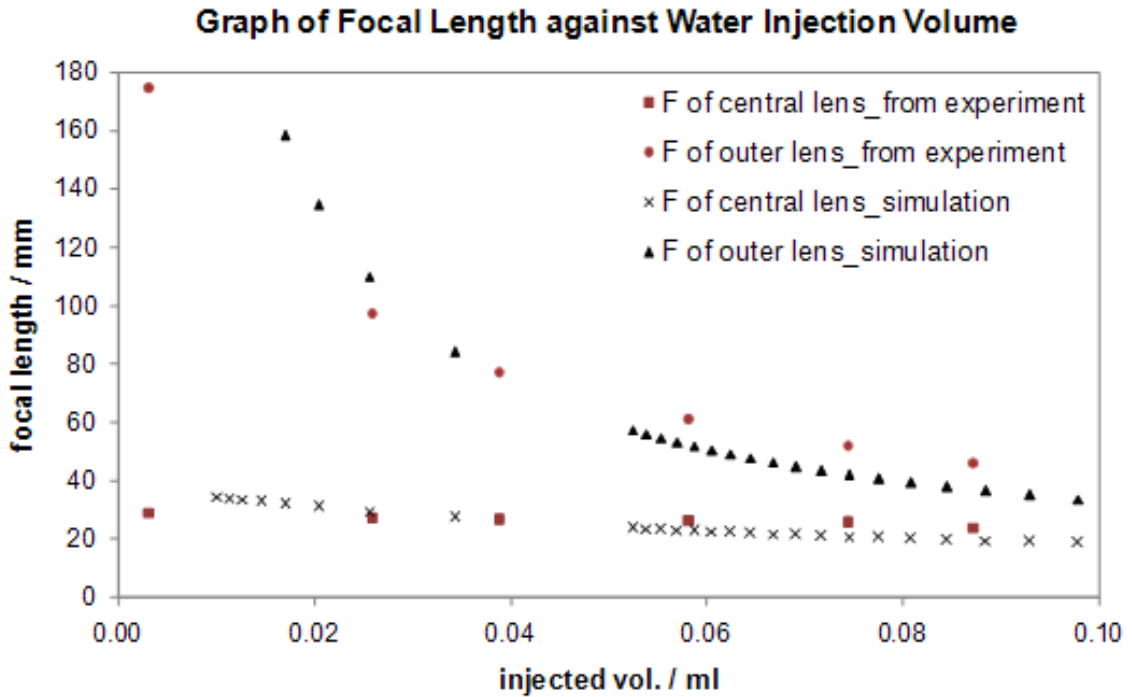 Graph of Focal Length against Water Injection Volume
180
160
140
120
100
80
60
40
20
0
focal length / mm
F of central lens_from experiment
F of outer lens_from experiment
F of central lens_simulation
F of outer lens_simulation
0.00 0.02 0.04 0.06 0.08 0.10
injected vol. / ml